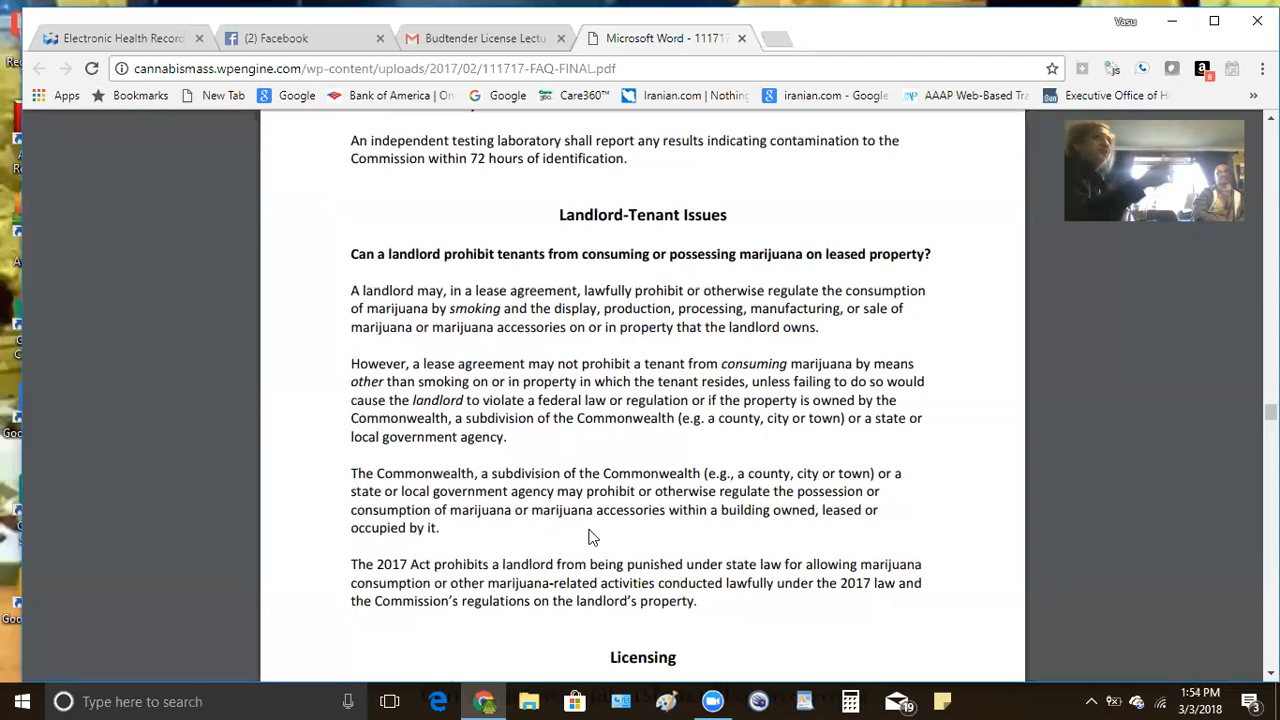 Vasu
Electronic Health Record
(2) Facebook
Budtender License Lectu
Microsoft Word - 11171
cannabismass.wpengine.com/wp-content/uploads/2017/02/111717-FAQ-FINAL.pdf
Apps
Bookmarks
New Tab
Google
Bank of America | On
Google
Care360™
Iranian.com | Nothing
iranian.com - Google
AAAP Web-Based Tra
Executive Office of He
»
An independent testing laboratory shall report any results indicating contamination to the
Commission within 72 hours of identification.
Landlord-Tenant Issues
Can a landlord prohibit tenants from consuming or possessing marijuana on leased property?
A landlord may, in a lease agreement, lawfully prohibit or otherwise regulate the consumption
of marijuana by smoking and the display, production, processing, manufacturing, or sale of
marijuana or marijuana accessories on or in property that the landlord owns.
However, a lease agreement may not prohibit a tenant from consuming marijuana by means
other than smoking on or in property in which the tenant resides, unless failing to do so would
cause the landlord to violate a federal law or regulation or if the property is owned by the
Commonwealth, a subdivision of the Commonwealth (e.g. a county, city or town) or a state or
local government agency.
The Commonwealth, a subdivision of the Commonwealth (e.g., a county, city or town) or a
state or local government agency may prohibit or otherwise regulate the possession or
consumption of marijuana or marijuana accessories within a building owned, leased or
occupied by it.
The 2017 Act prohibits a landlord from being punished under state law for allowing marijuana
consumption or other marijuana-related activities conducted lawfully under the 2017 law and
the Commission's regulations on the landlord's property.
Licensing
Type here to search
19
1:54 PM
3/3/2018
3